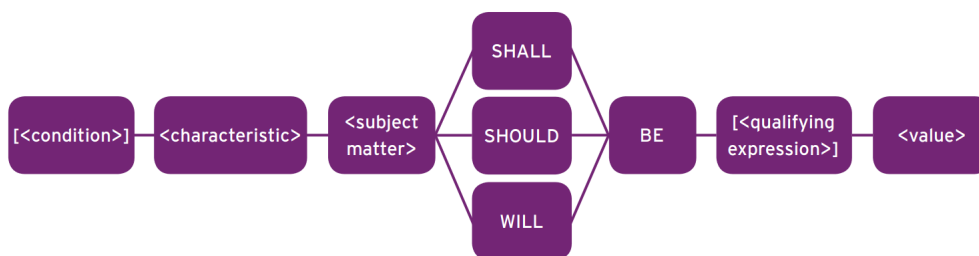 [<condition>]
<characteristic>
<subject
matter>
SHALL
SHOULD
WILL
BE
[<qualifying
expression>]
<value>